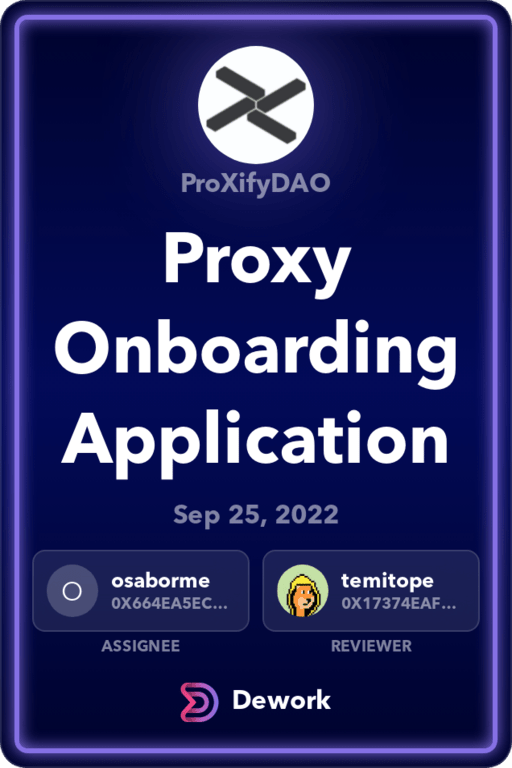 ProXifyDAO
Proxy
Onboarding
Application
Sep 25, 2022
O
osaborme
0X664EA5EC...
temitope
0X17374EAF...
ASSIGNEE
REVIEWER
Dework